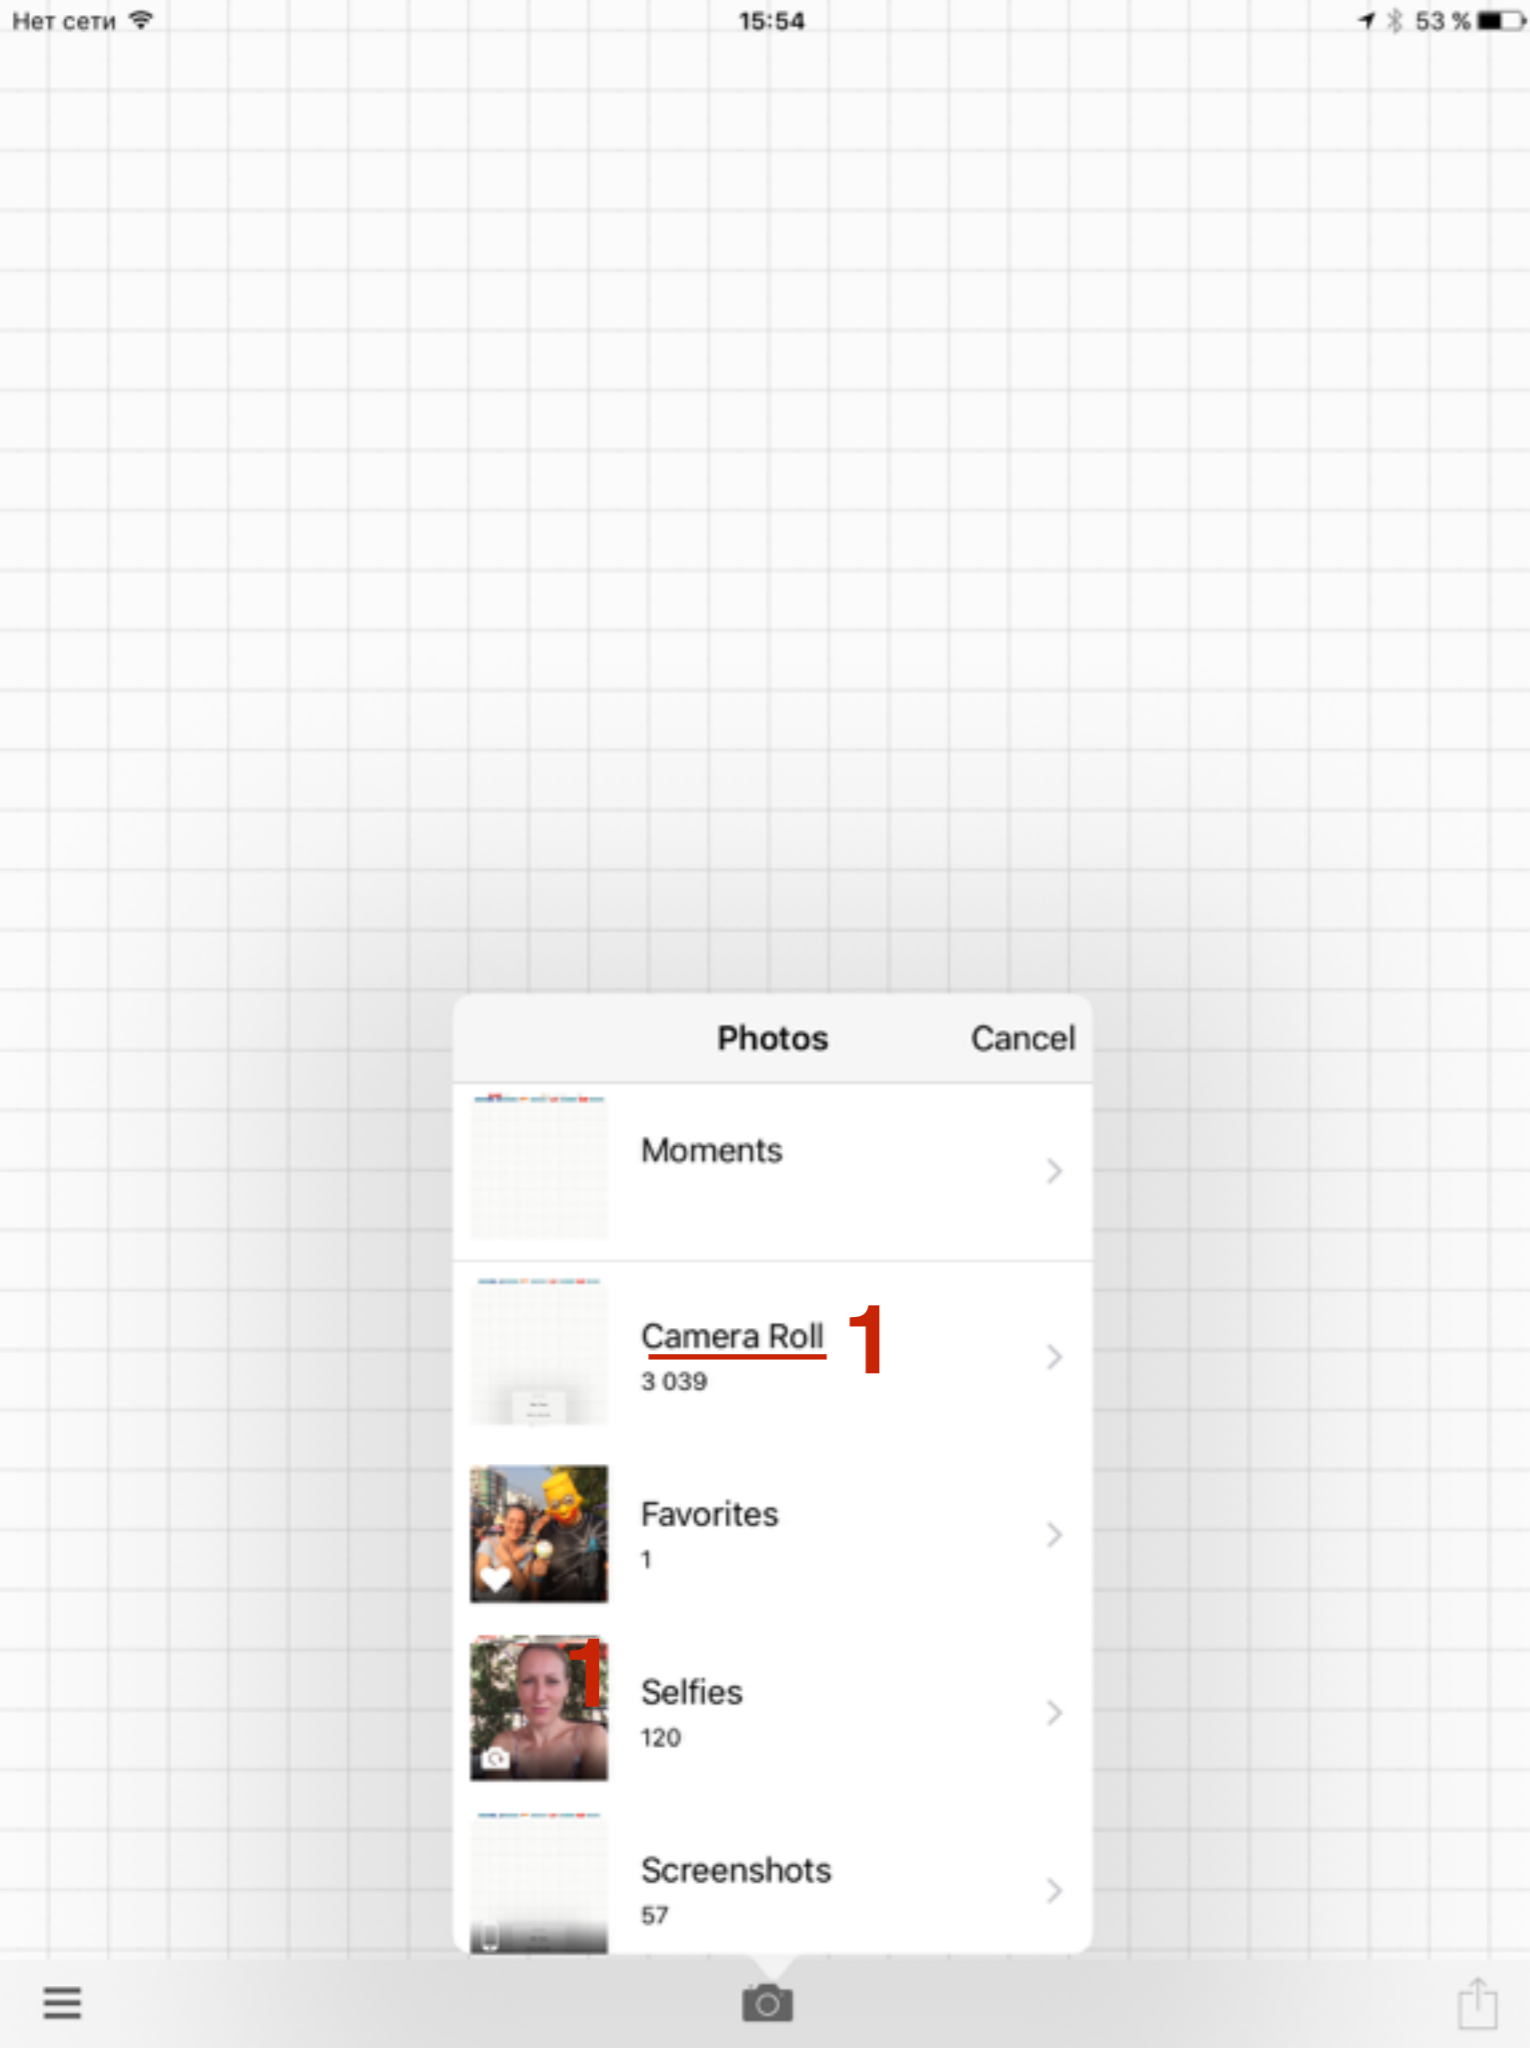 Нет сети 15:54 53 %
Photos Cancel
Moments
Camera Roll 1
3 039
Favorites
1
1
Selfies
120
Screenshots
57